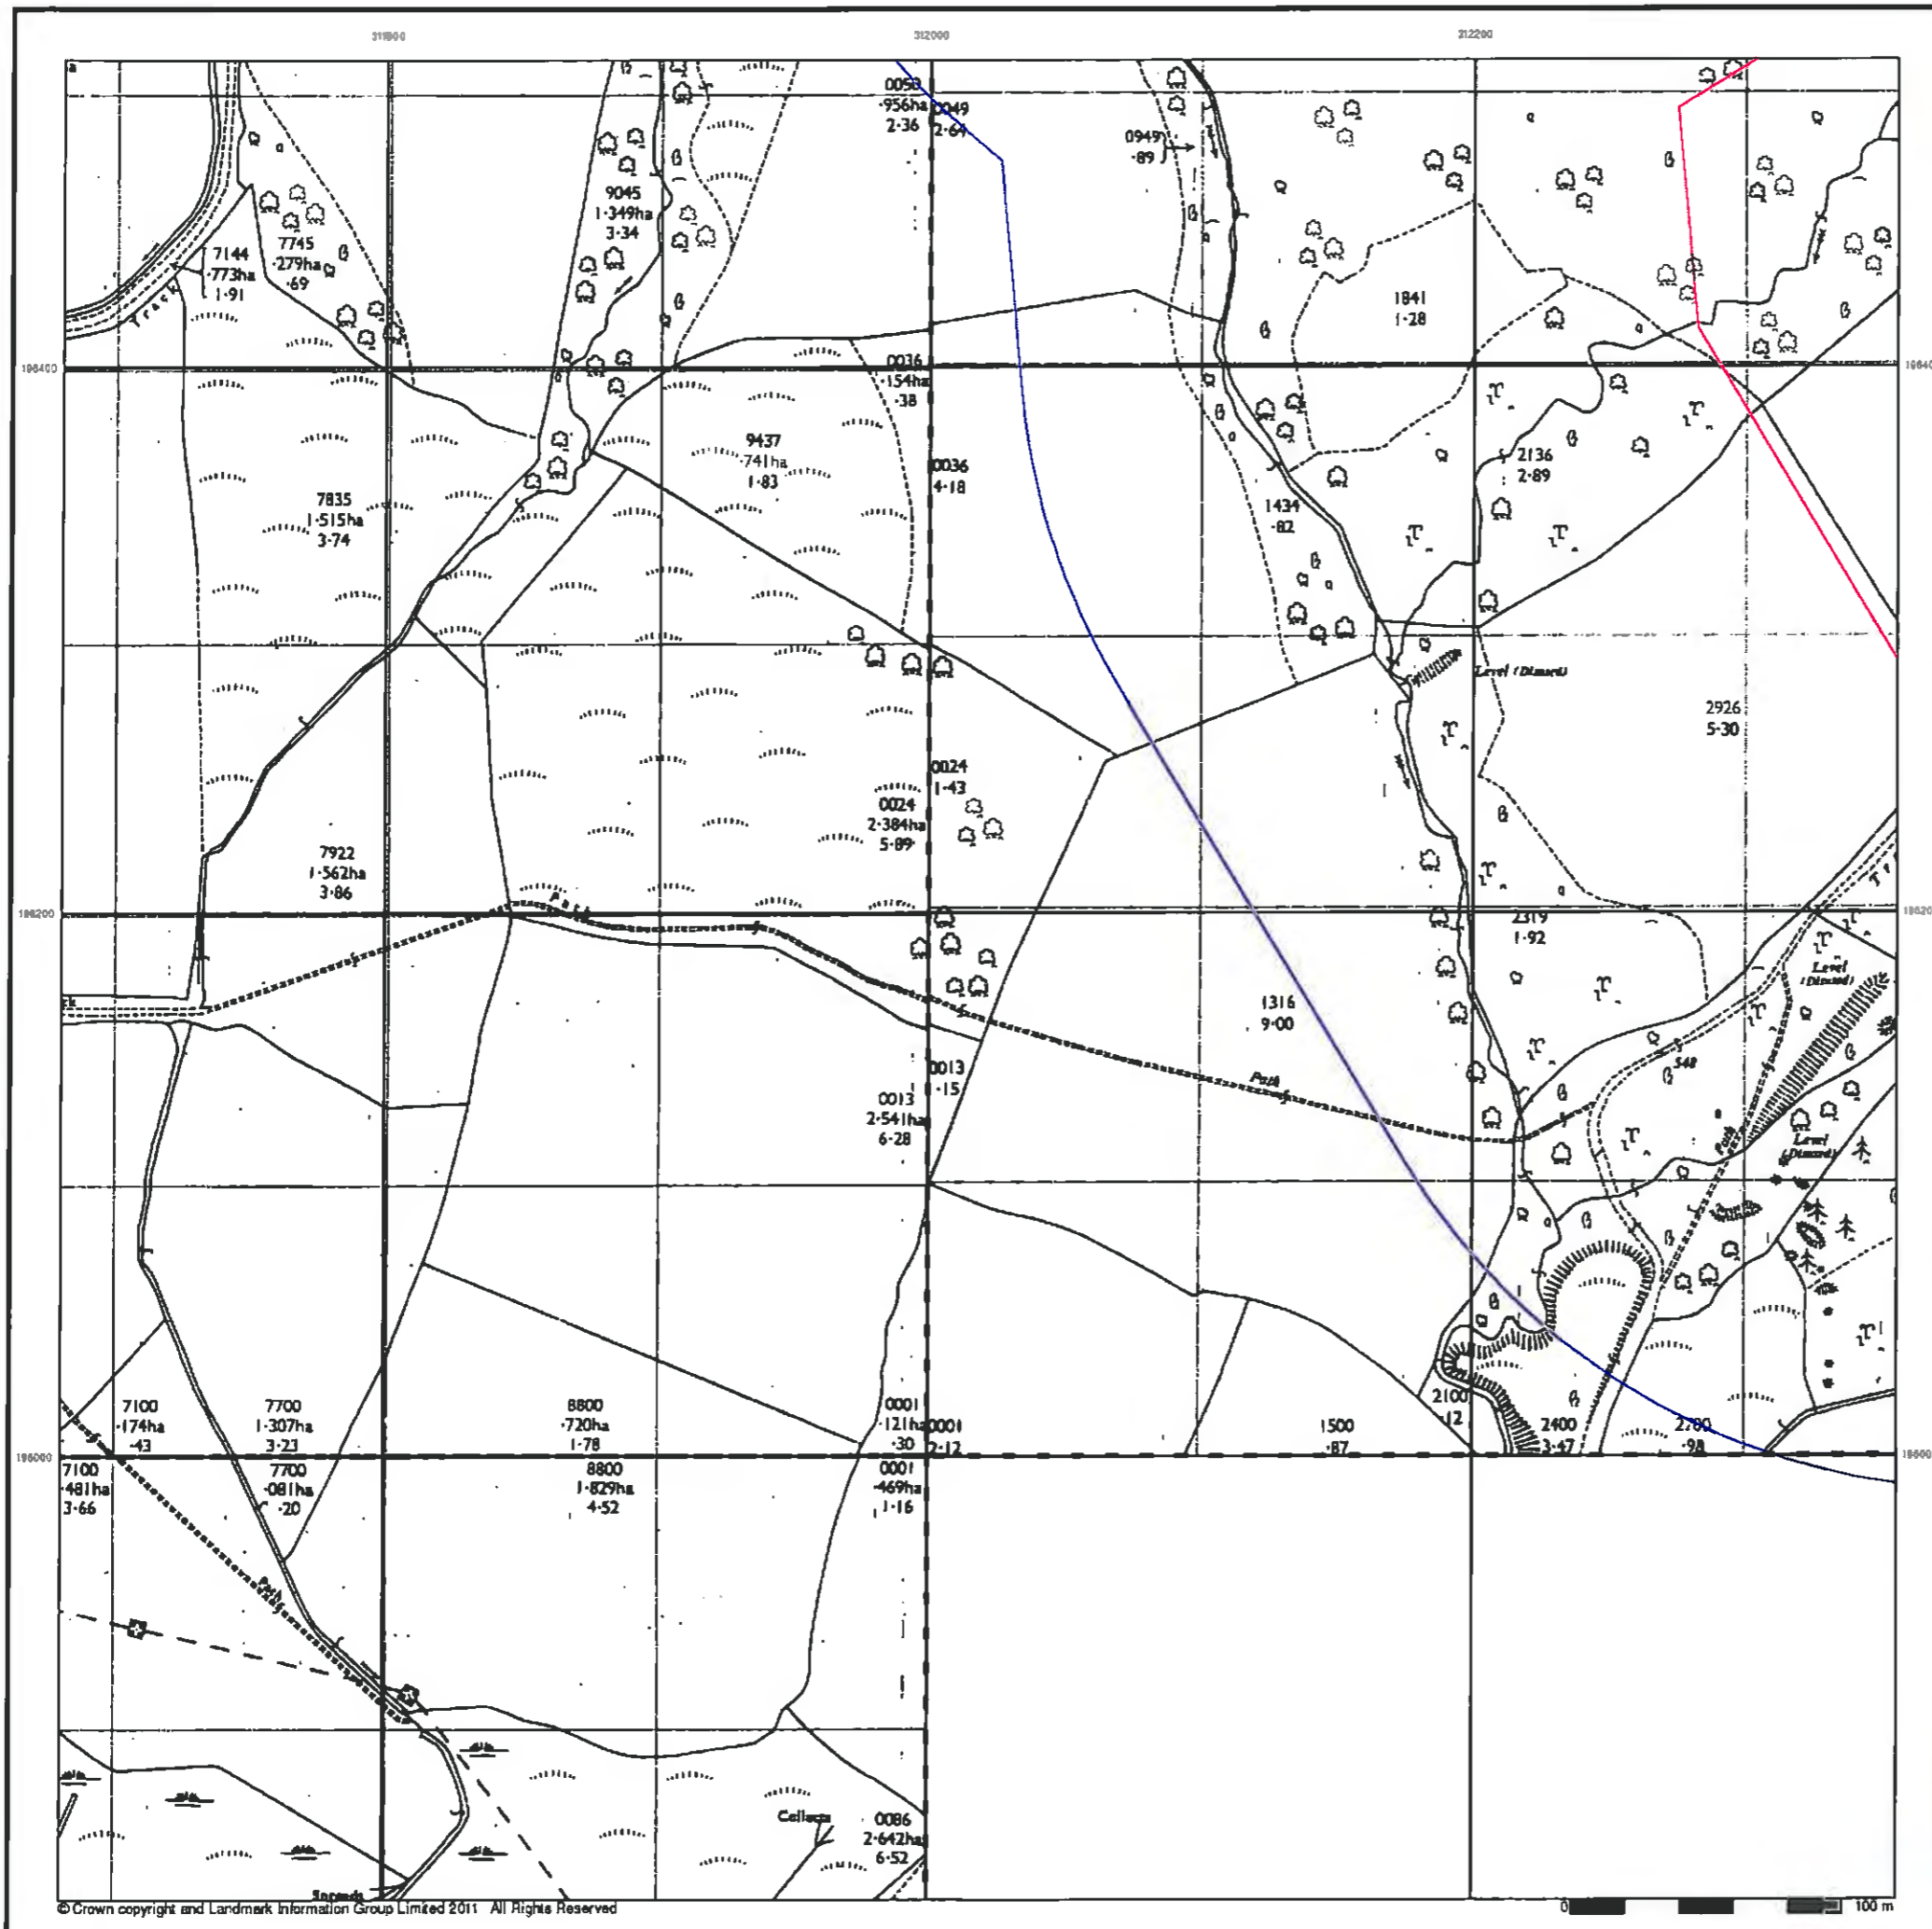 311800
312000
312200
a
0050
·956ha
2·36
0049
2·64
0949
·89
9045
1·349ha
3·34
7144
·773ha
1·91
7745
·279ha
·69
Track
1841
1·28
196400
0036
·154ha
·38
9437
·741ha
1·83
0036
4·18
2136
2·89
7835
1·515ha
3·74
1434
·82
Level (Disused)
2926
5·30
0024
1·43
0024
2·384ha
5·89
7922
1·562ha
3·86
Path
196200
2319
1·92
Level
(Disused)
ck
1316
9·00
548
Path
0013
·15
0013
2·541ha
6·28
Path
Level
(Disused)
7100
·174ha
·43
7700
1·307ha
3·23
8800
·720ha
1·78
0001
·121ha
·30
0001
2·12
1500
·87
2100
·12
2400
3·47
2700
·98
196000
7100
·481ha
3·66
7700
·081ha
·20
8800
1·829ha
4·52
0001
·469ha
1·16
Path
Collects
0086
2·642ha
6·52
Spreads
© Crown copyright and Landmark Information Group Limited 2011 All Rights Reserved
0 100 m